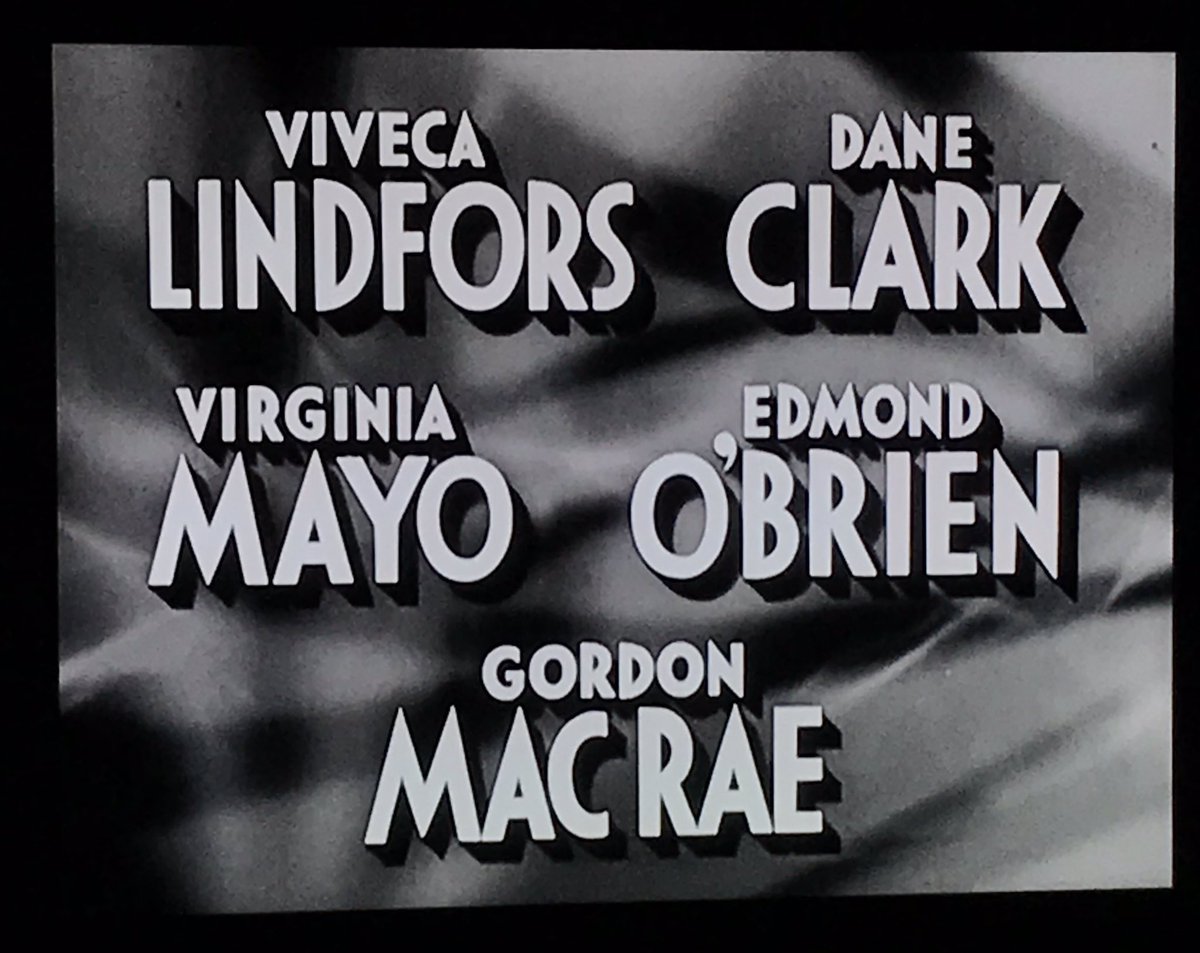 VIVECA LINDFORS
DANE CLARK
VIRGINIA MAYO
EDMOND O'BRIEN
GORDON
MAC RAE